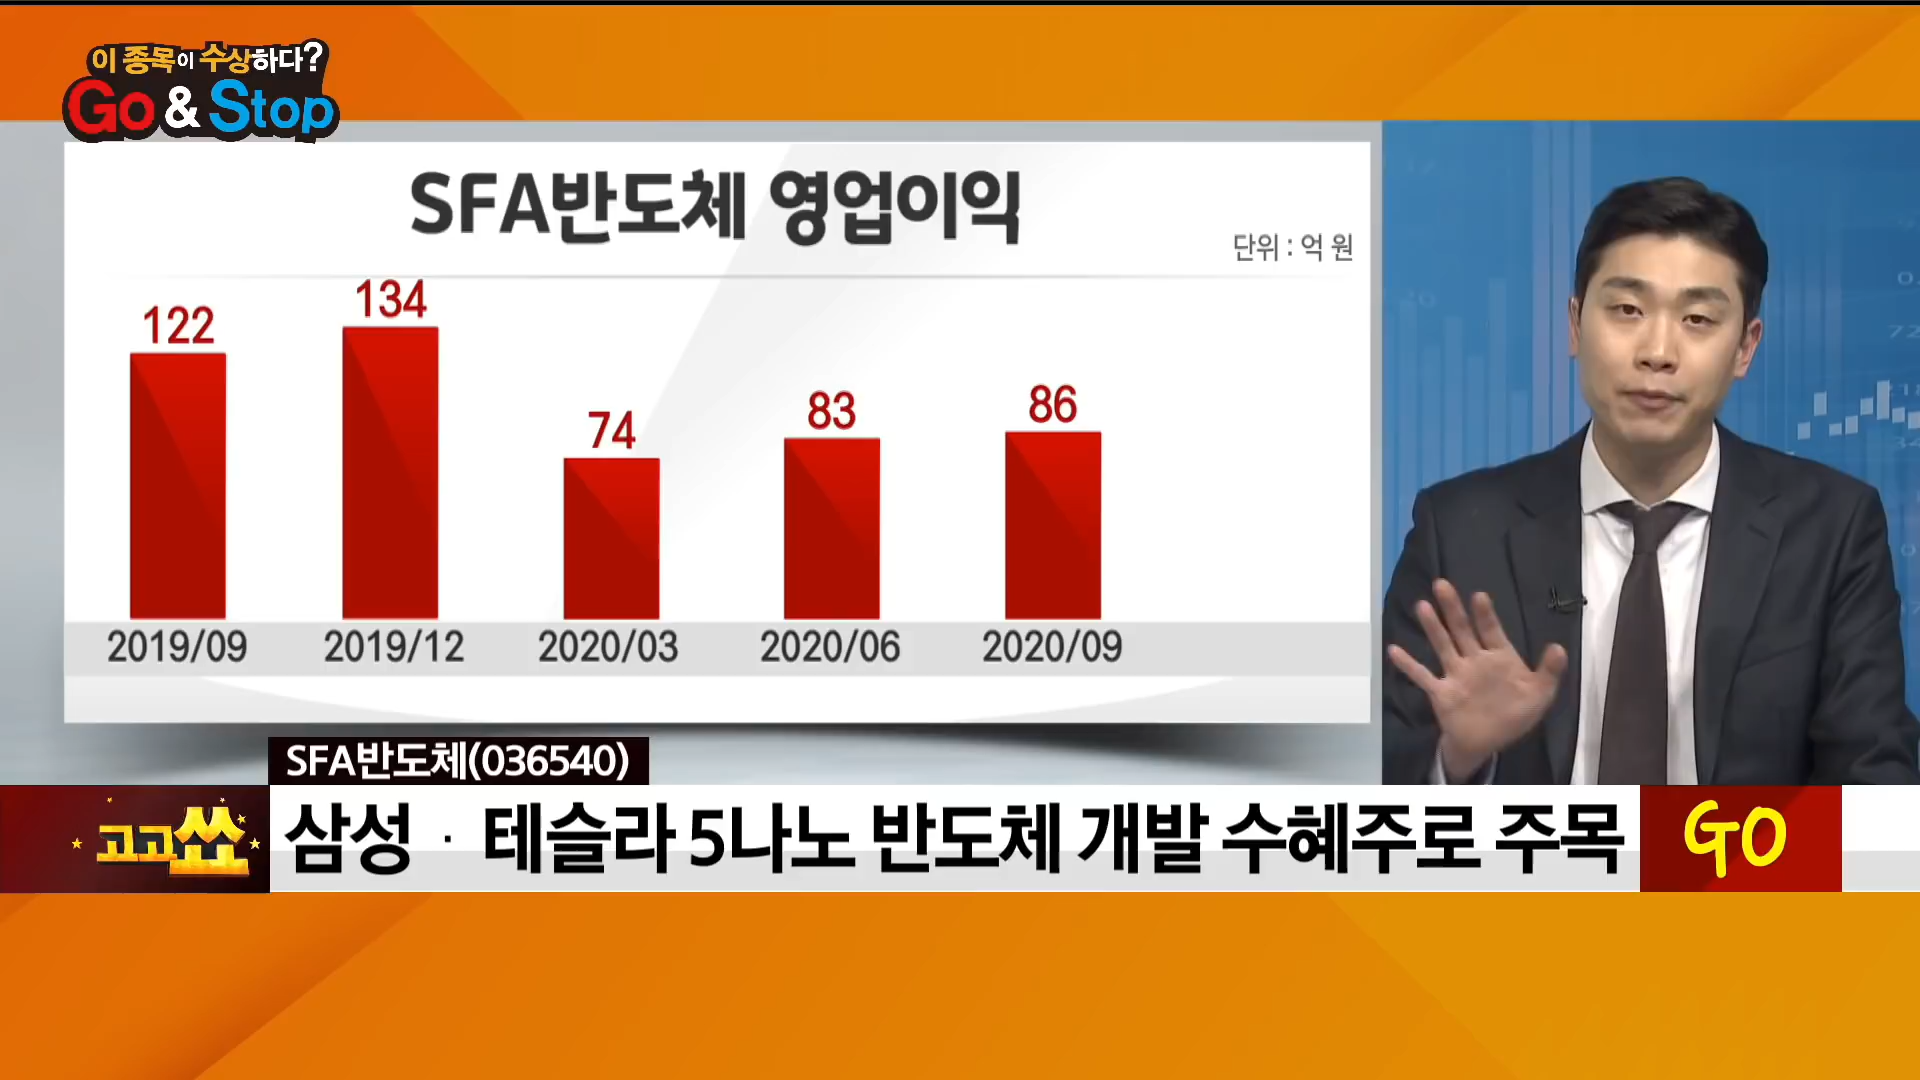 이 종목이 수상하다?
Go & Stop
SFA반도체 영업이익
단위 : 억 원
122
134
74
83
86
2019/09
2019/12
2020/03
2020/06
2020/09
SFA반도체(036540)
고고쑈
삼성 · 테슬라 5나노 반도체 개발 수혜주로 주목
GO